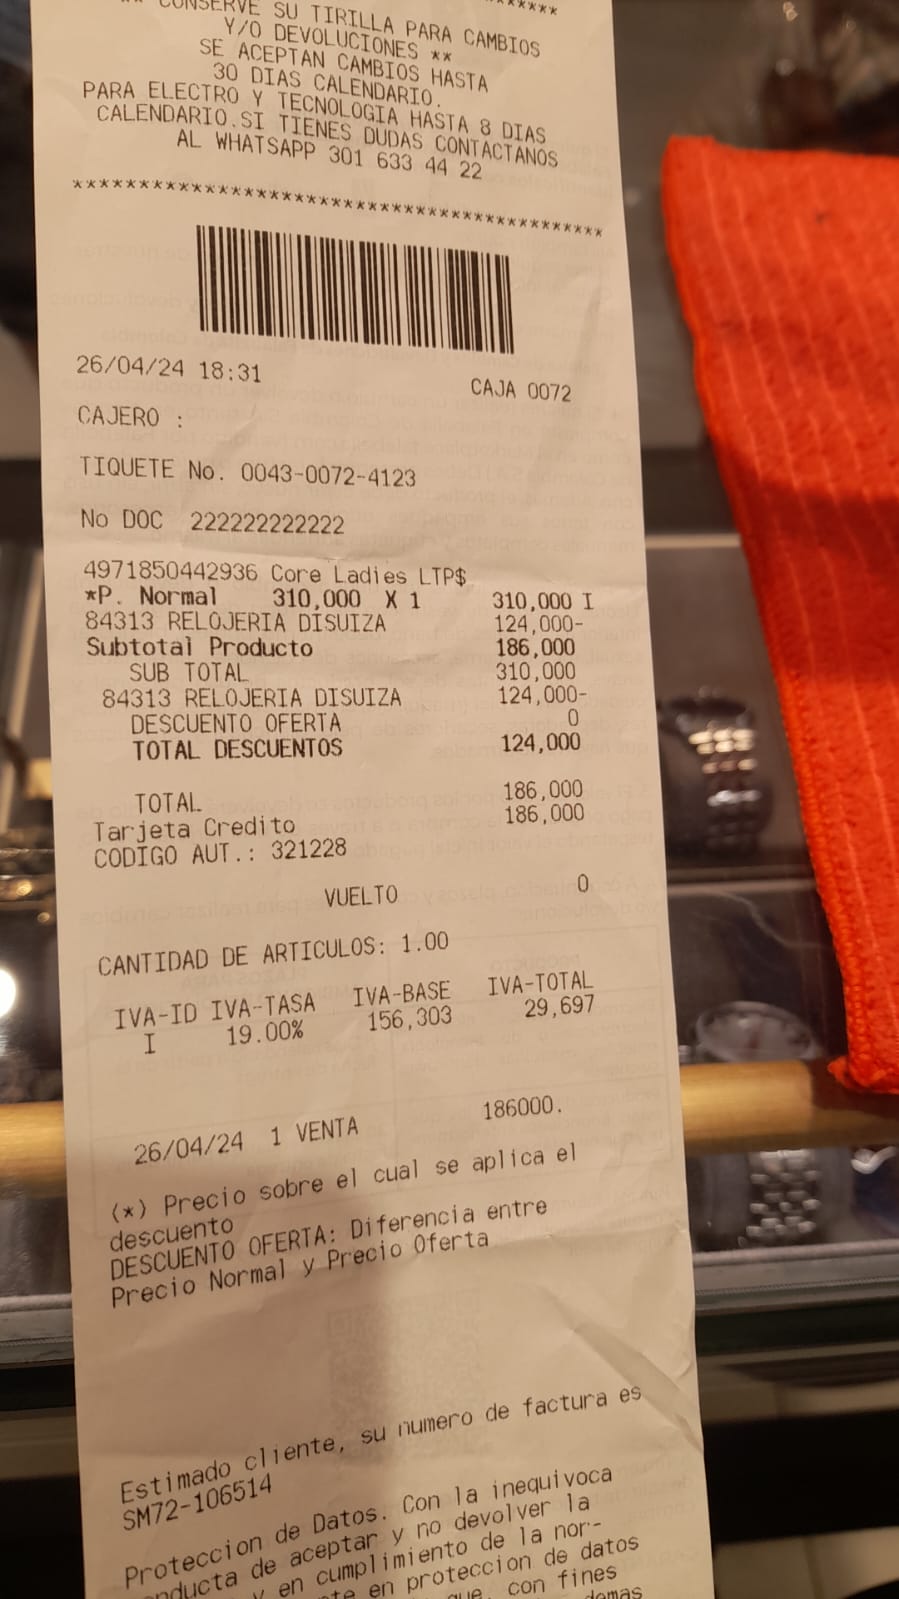 ** CONSERVE SU TIRILLA PARA CAMBIOS
Y/O DEVOLUCIONES **
SE ACEPTAN CAMBIOS HASTA
30 DIAS CALENDARIO.
PARA ELECTRO Y TECNOLOGIA HASTA 8 DIAS
CALENDARIO.SI TIENES DUDAS CONTACTANOS
AL WHATSAPP 301 633 44 22
****************************************
26/04/24 18:31 CAJA 0072
CAJERO :
TIQUETE No. 0043-0072-4123
No DOC 222222222222
4971850442936 Core Ladies LTP$
*P. Normal 310,000 X 1 310,000 I
84313 RELOJERIA DISUIZA 124,000-
Subtotal Producto 186,000
SUB TOTAL 310,000
84313 RELOJERIA DISUIZA 124,000-
DESCUENTO OFERTA 0
TOTAL DESCUENTOS 124,000
TOTAL 186,000
Tarjeta Credito 186,000
CODIGO AUT.: 321228
VUELTO 0
CANTIDAD DE ARTICULOS: 1.00
IVA-ID IVA-TASA IVA-BASE IVA-TOTAL
I 19.00% 156,303 29,697
26/04/24 1 VENTA 186000.
(*) Precio sobre el cual se aplica el
descuento
DESCUENTO OFERTA: Diferencia entre
Precio Normal y Precio Oferta
Estimado cliente, su numero de factura es
SM72-106514
Proteccion de Datos. Con la inequivoca
de aceptar y no devolver la
y en cumplimiento de la nor-
en proteccion de datos
con fines